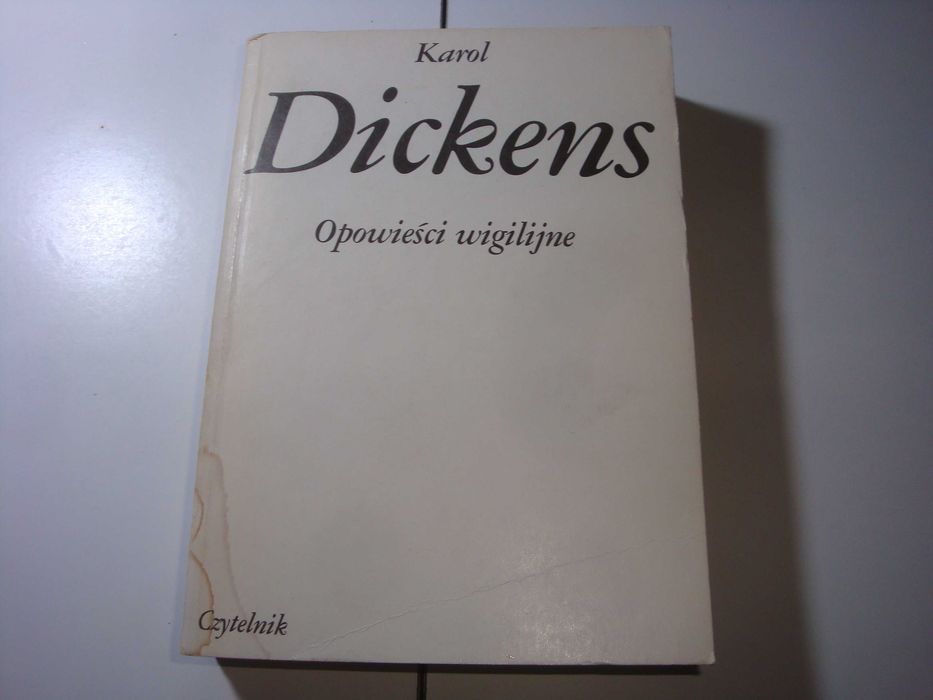 Karol
Dickens
Opowieści wigilijne
Czytelnik